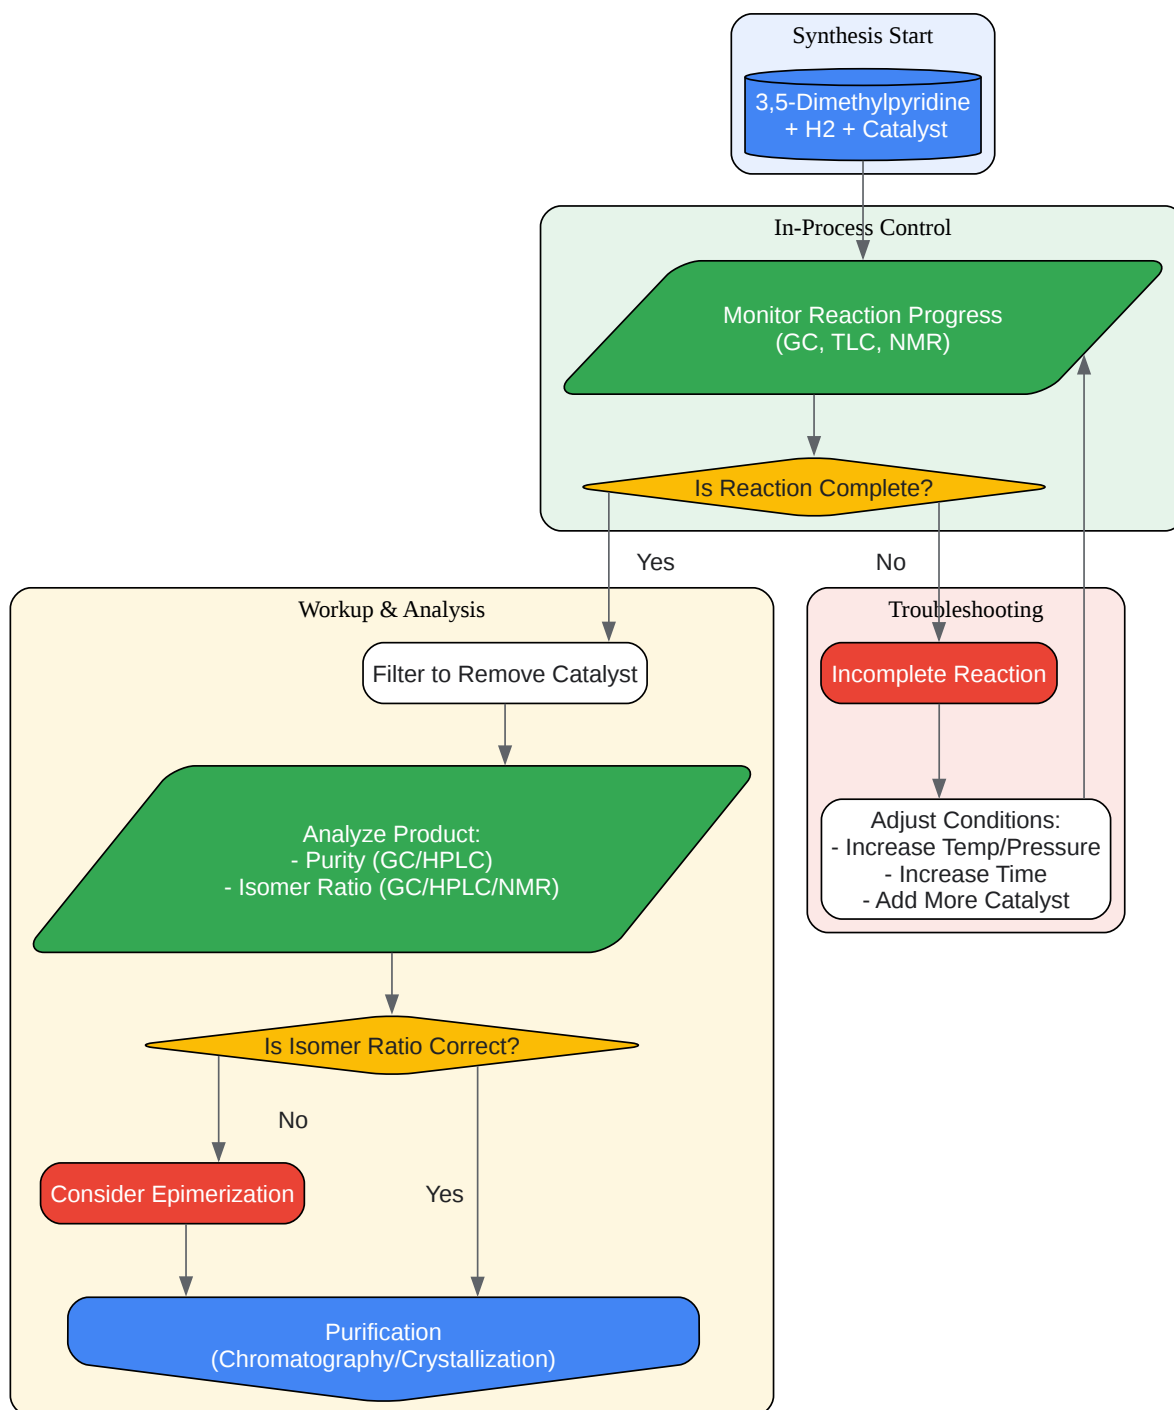 Synthesis Start
3,5-Dimethylpyridine
+ H2 + Catalyst
In-Process Control
Monitor Reaction Progress
(GC, TLC, NMR)
Is Reaction Complete?
Yes
No
Workup & Analysis
Filter to Remove Catalyst
Analyze Product:
- Purity (GC/HPLC)
- Isomer Ratio (GC/HPLC/NMR)
Is Isomer Ratio Correct?
No
Yes
Consider Epimerization
Purification
(Chromatography/Crystallization)
Troubleshooting
Incomplete Reaction
Adjust Conditions:
- Increase Temp/Pressure
- Increase Time
- Add More Catalyst